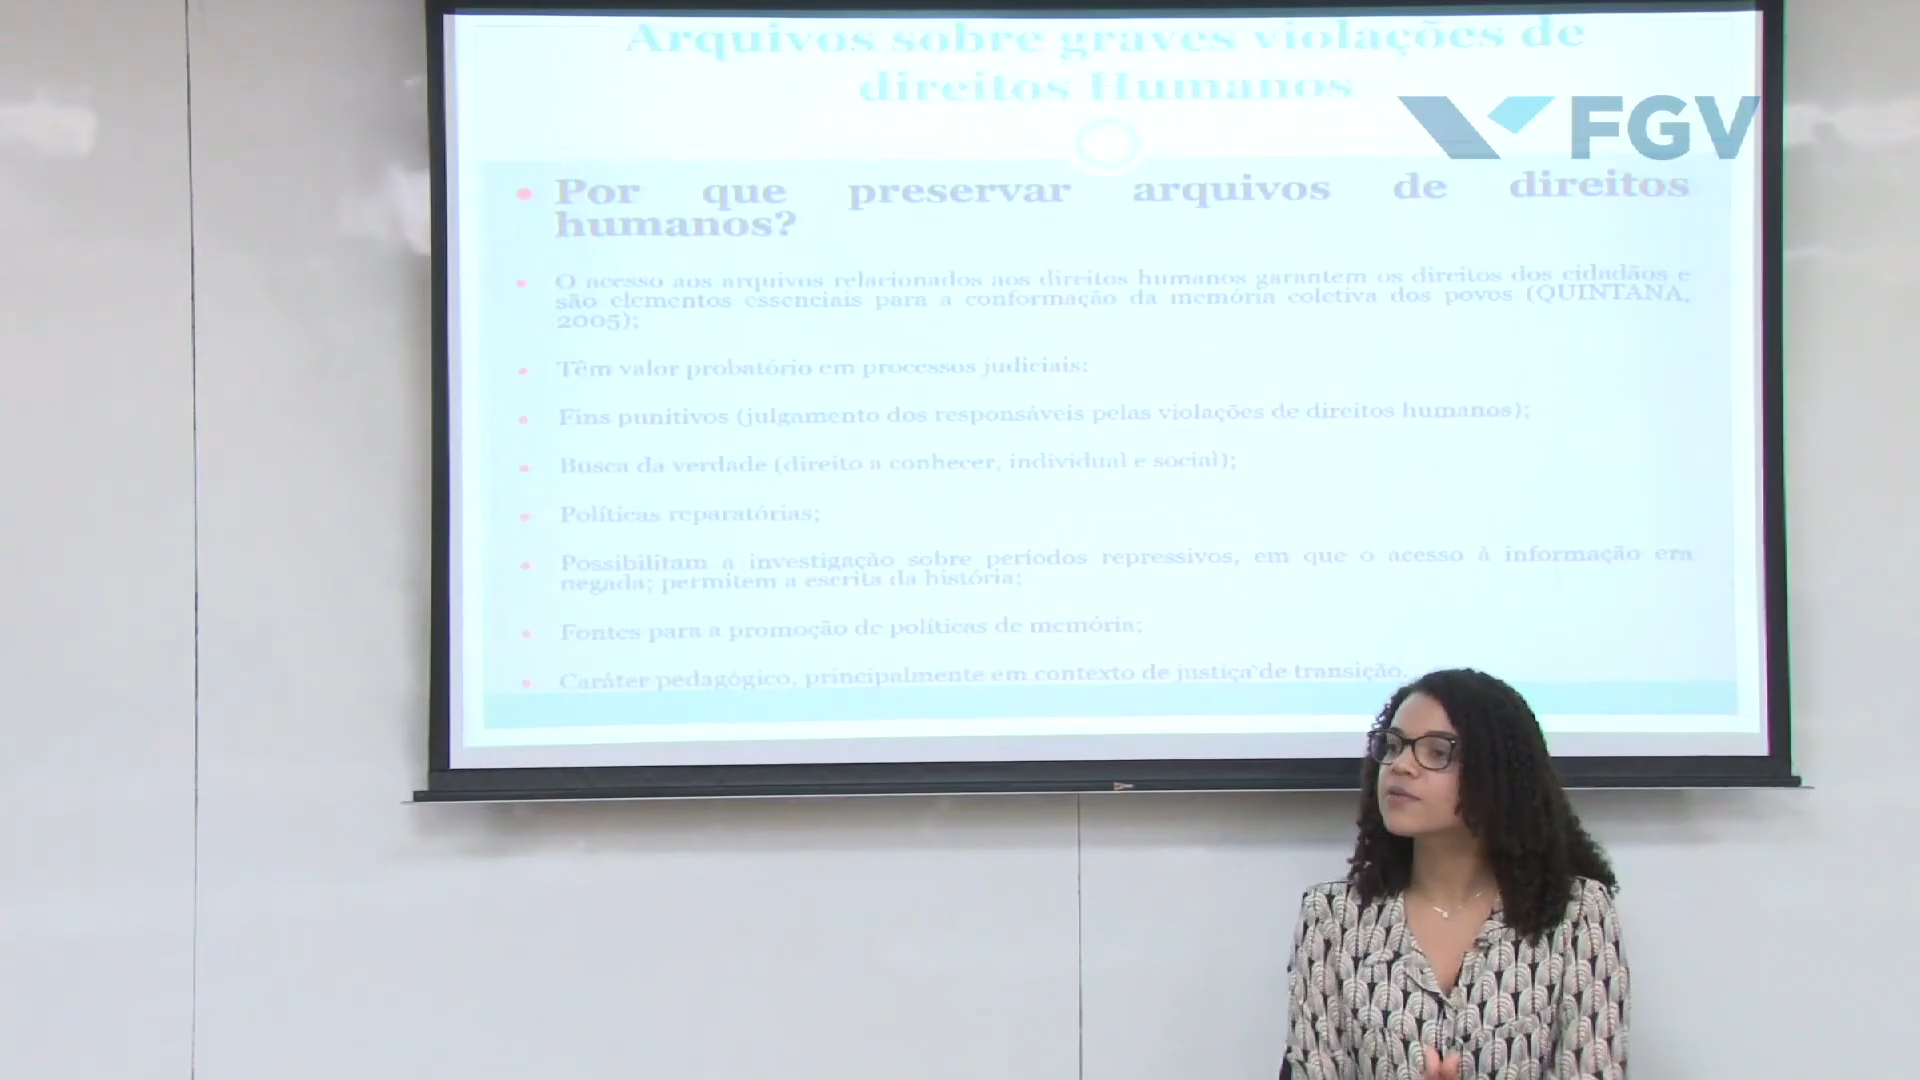 Arquivos sobre graves violações de
direitos Humanos
FGV
• Por que preservar arquivos de direitos
humanos?
• O acesso aos arquivos relacionados aos direitos humanos garantem os direitos dos cidadãos e
são elementos essenciais para a conformação da memória coletiva dos povos (QUINTANA,
2005);
• Têm valor probatório em processos judiciais:
• Fins punitivos (julgamento dos responsáveis pelas violações de direitos humanos);
• Busca da verdade (direito a conhecer, individual e social);
• Políticas reparatórias;
• Possibilitam a investigação sobre períodos repressivos, em que o acesso à informação era
negada; permitem a escrita da história;
• Fontes para a promoção de políticas de memória;
• Caráter pedagógico, principalmente em contexto de justiça de transição.